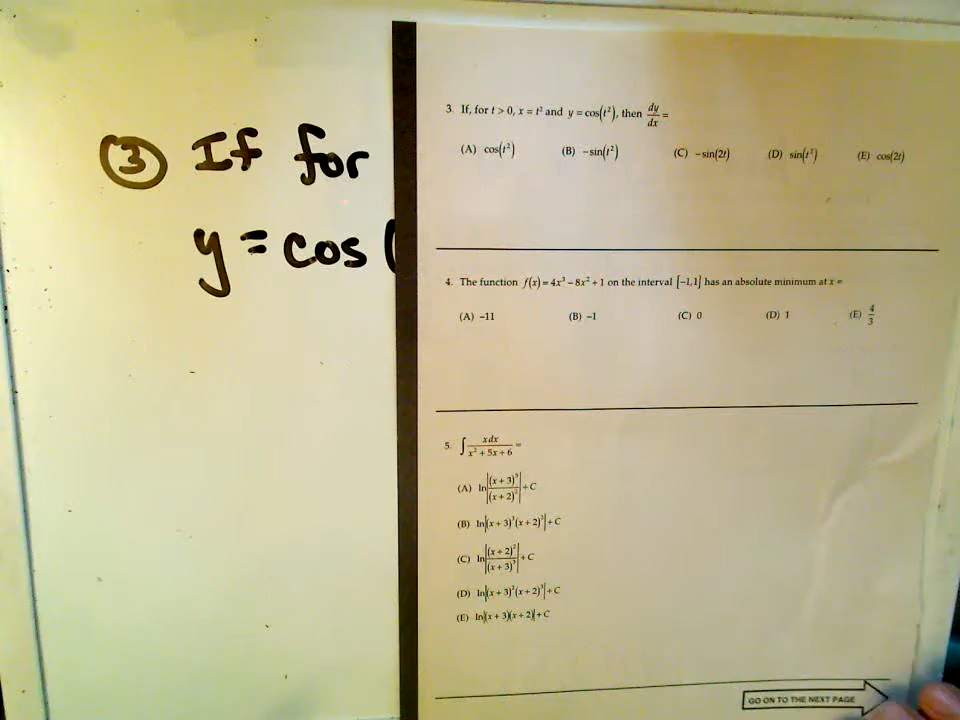 ③ If for
y = cos (
3. If, for t > 0, x = t² and y = cos(t²), then dy/dx =
(A) cos(t²) (B) −sin(t²) (C) −sin(2t) (D) sin(t²) (E) cos(2t)
4. The function f(x) = 4x³ − 8x² + 1 on the interval [−1,1] has an absolute minimum at x =
(A) −11 (B) −1 (C) 0 (D) 1 (E) 4/3
5. ∫ x dx / (x² + 5x + 6) =
(A) ln|(x + 3)³/(x + 2)²| + C
(B) ln|(x + 3)³(x + 2)²| + C
(C) ln|(x + 2)²/(x + 3)³| + C
(D) ln|(x + 3)²(x + 2)³| + C
(E) ln|(x + 3)(x + 2)| + C
GO ON TO THE NEXT PAGE